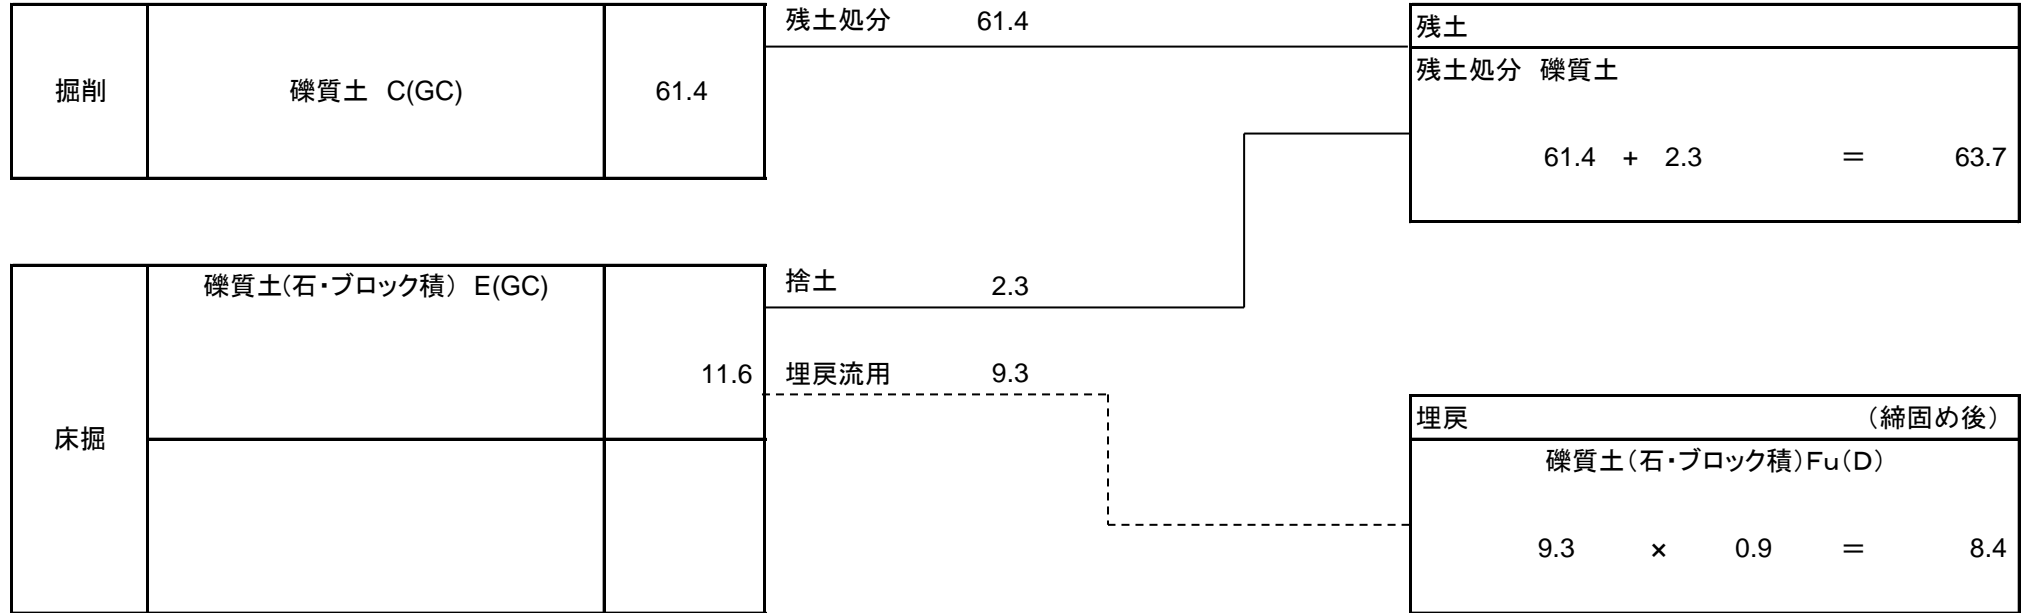 残土処分 61.4
掘削 礫質土 C(GC) 61.4
残土
残土処分 礫質土
61.4 + 2.3 ＝ 63.7
床掘
礫質土(石・ブロック積) E(GC)
11.6
捨土 2.3
埋戻流用 9.3
埋戻 （締固め後）
礫質土（石・ブロック積）Fu（D）
9.3 × 0.9 ＝ 8.4